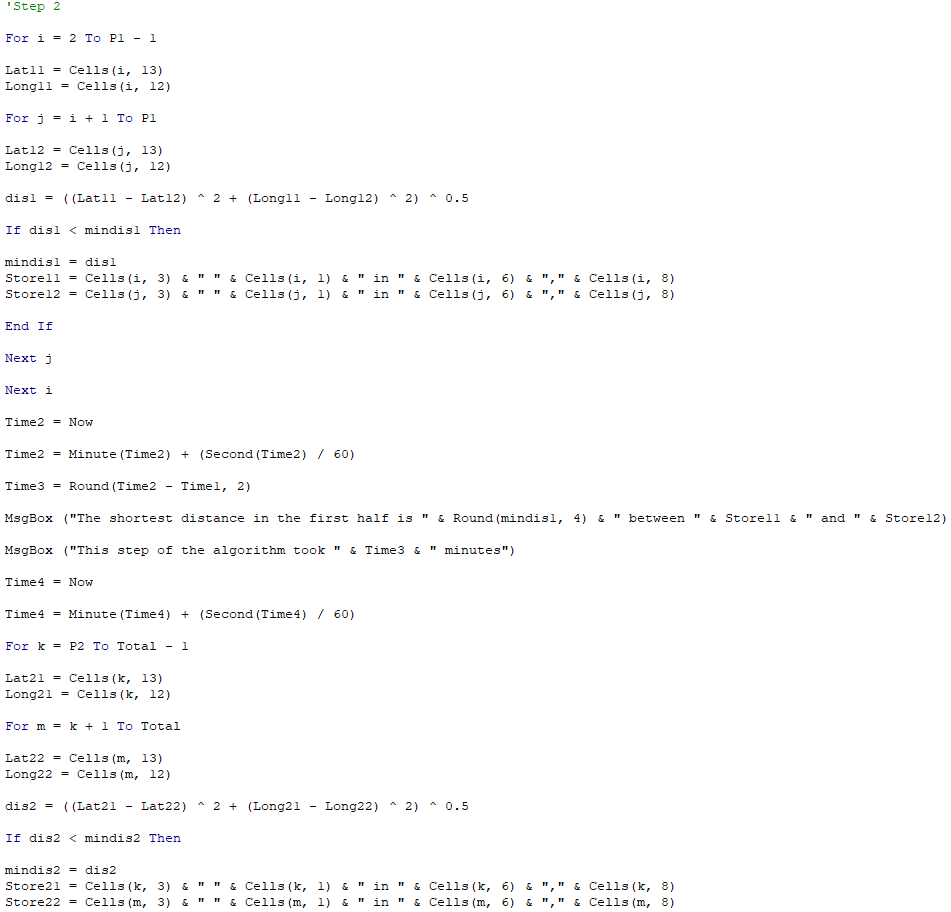 'Step 2
For i = 2 To P1 - 1
Lat11 = Cells(i, 13)
Long11 = Cells(i, 12)
For j = i + 1 To P1
Lat12 = Cells(j, 13)
Long12 = Cells(j, 12)
dis1 = ((Lat11 - Lat12) ^ 2 + (Long11 - Long12) ^ 2) ^ 0.5
If dis1 < mindis1 Then
mindis1 = dis1
Store11 = Cells(i, 3) & " " & Cells(i, 1) & " in " & Cells(i, 6) & "," & Cells(i, 8)
Store12 = Cells(j, 3) & " " & Cells(j, 1) & " in " & Cells(j, 6) & "," & Cells(j, 8)
End If
Next j
Next i
Time2 = Now
Time2 = Minute(Time2) + (Second(Time2) / 60)
Time3 = Round(Time2 - Time1, 2)
MsgBox ("The shortest distance in the first half is " & Round(mindis1, 4) & " between " & Store11 & " and " & Store12)
MsgBox ("This step of the algorithm took " & Time3 & " minutes")
Time4 = Now
Time4 = Minute(Time4) + (Second(Time4) / 60)
For k = P2 To Total - 1
Lat21 = Cells(k, 13)
Long21 = Cells(k, 12)
For m = k + 1 To Total
Lat22 = Cells(m, 13)
Long22 = Cells(m, 12)
dis2 = ((Lat21 - Lat22) ^ 2 + (Long21 - Long22) ^ 2) ^ 0.5
If dis2 < mindis2 Then
mindis2 = dis2
Store21 = Cells(k, 3) & " " & Cells(k, 1) & " in " & Cells(k, 6) & "," & Cells(k, 8)
Store22 = Cells(m, 3) & " " & Cells(m, 1) & " in " & Cells(m, 6) & "," & Cells(m, 8)